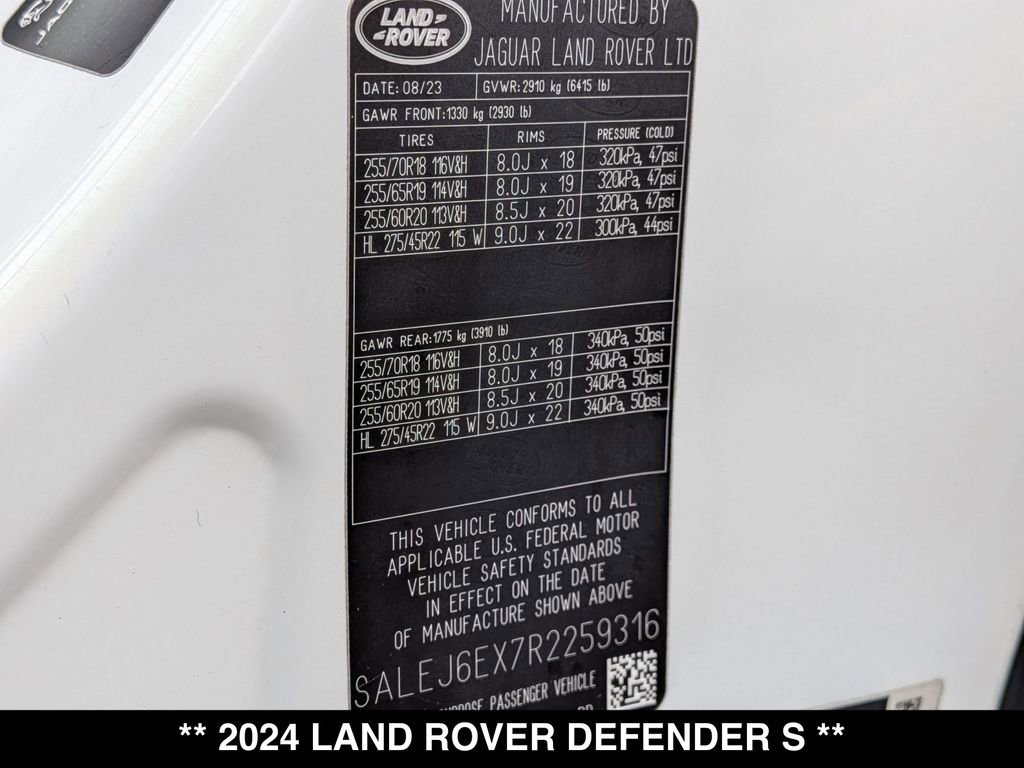 JAG
LAND-
-ROVER
MANUFACTURED BY
JAGUAR LAND ROVER LTD
DATE: 08/23 GVWR: 2910 kg (6415 lb)
GAWR FRONT: 1330 kg (2930 lb)
TIRES RIMS PRESSURE (COLD)
255/70R18 116V&H 8.0J x 18 320kPa, 47psi
255/65R19 114V&H 8.0J x 19 320kPa, 47psi
255/60R20 113V&H 8.5J x 20 320kPa, 47psi
HL 275/45R22 115 W 9.0J x 22 300kPa, 44psi
GAWR REAR: 1775 kg (3910 lb)
255/70R18 116V&H 8.0J x 18 340kPa, 50psi
255/65R19 114V&H 8.0J x 19 340kPa, 50psi
255/60R20 113V&H 8.5J x 20 340kPa, 50psi
HL 275/45R22 115 W 9.0J x 22 340kPa, 50psi
THIS VEHICLE CONFORMS TO ALL
APPLICABLE U.S. FEDERAL MOTOR
VEHICLE SAFETY STANDARDS
IN EFFECT ON THE DATE
OF MANUFACTURE SHOWN ABOVE
SALEJ6EX7R2259316
PASSENGER VEHICLE
** 2024 LAND ROVER DEFENDER S **